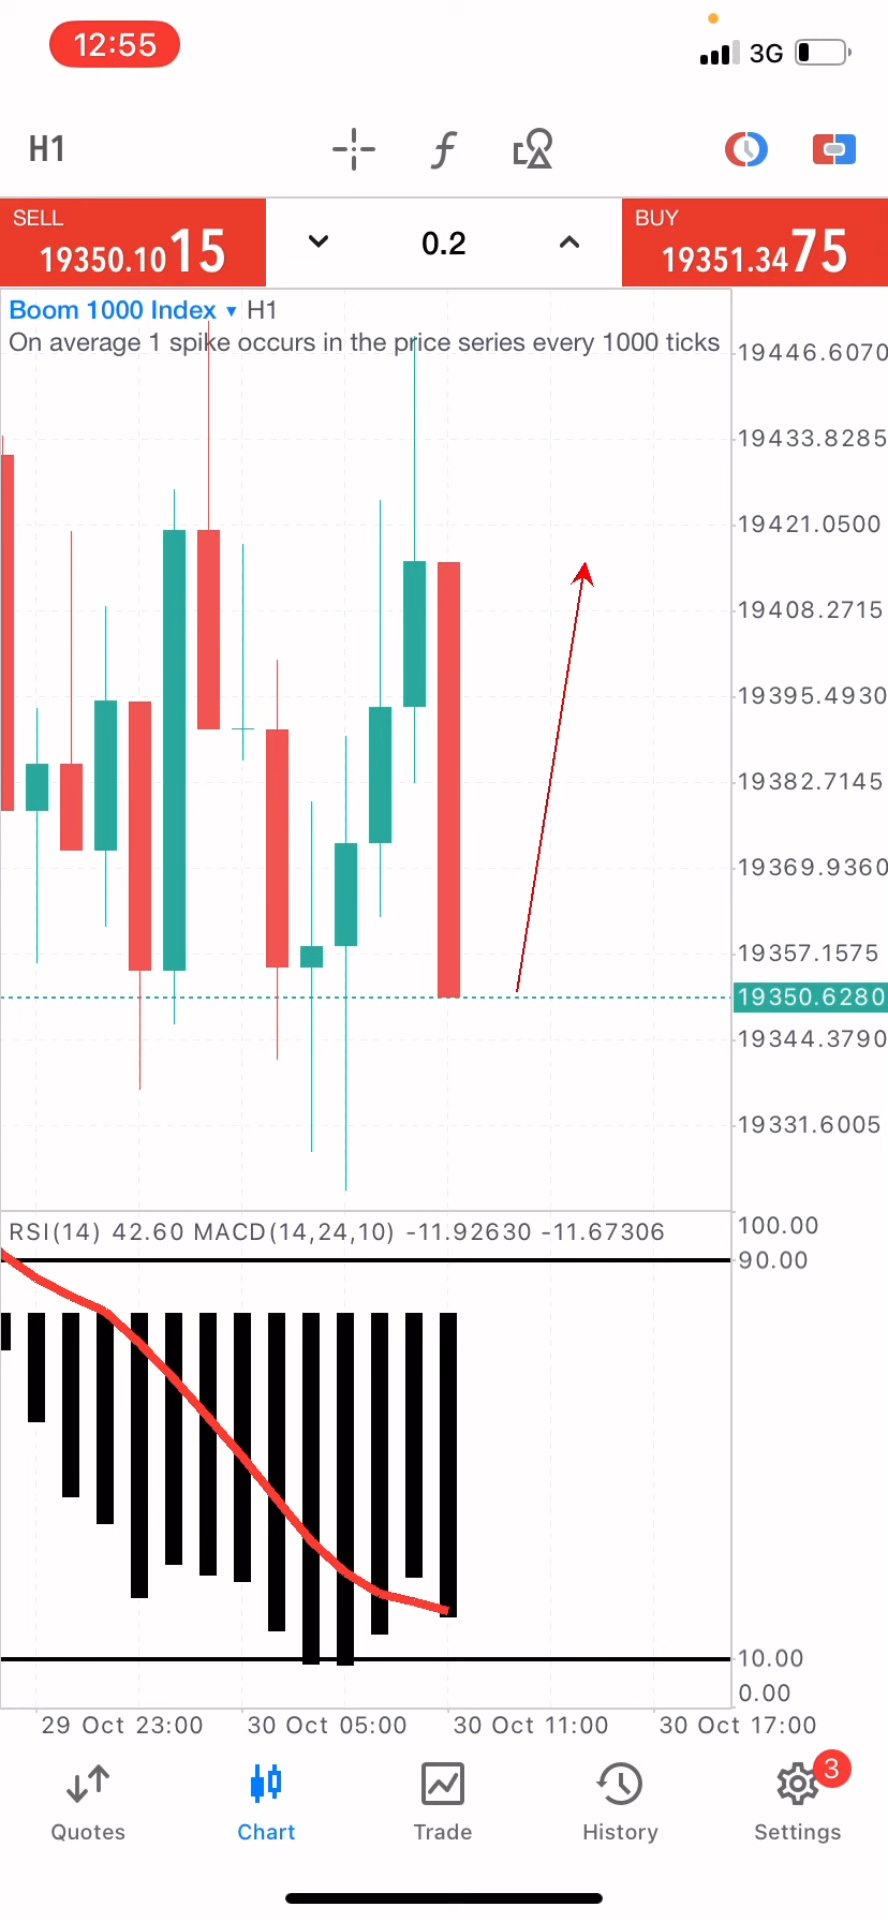 12:55
3G
H1
SELL
19350.1015
0.2
BUY
19351.3475
Boom 1000 Index ▾ H1
On average 1 spike occurs in the price series every 1000 ticks
19446.6070
19433.8285
19421.0500
19408.2715
19395.4930
19382.7145
19369.9360
19357.1575
19350.6280
19344.3790
19331.6005
RSI(14) 42.60 MACD(14,24,10) -11.92630 -11.67306
100.00
90.00
10.00
0.00
29 Oct 23:00
30 Oct 05:00
30 Oct 11:00
30 Oct 17:00
3
Quotes
Chart
Trade
History
Settings